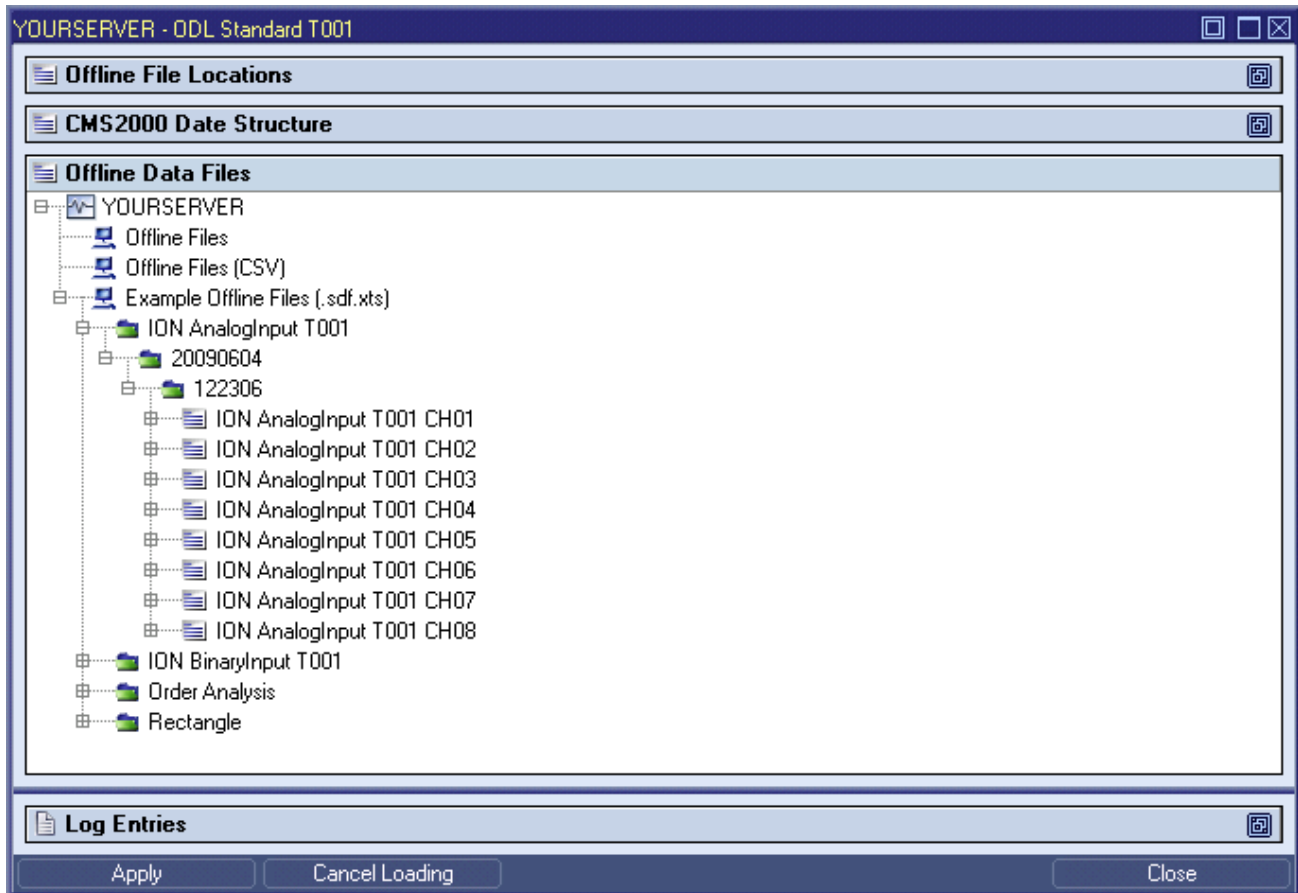 YOURSERVER - ODL Standard T001
Offline File Locations
CMS2000 Date Structure
Offline Data Files
YOURSERVER
Offline Files
Offline Files (CSV)
Example Offline Files (.sdf.xts)
ION AnalogInput T001
20090604
122306
ION AnalogInput T001 CH01
ION AnalogInput T001 CH02
ION AnalogInput T001 CH03
ION AnalogInput T001 CH04
ION AnalogInput T001 CH05
ION AnalogInput T001 CH06
ION AnalogInput T001 CH07
ION AnalogInput T001 CH08
ION BinaryInput T001
Order Analysis
Rectangle
Log Entries
Apply Cancel Loading Close